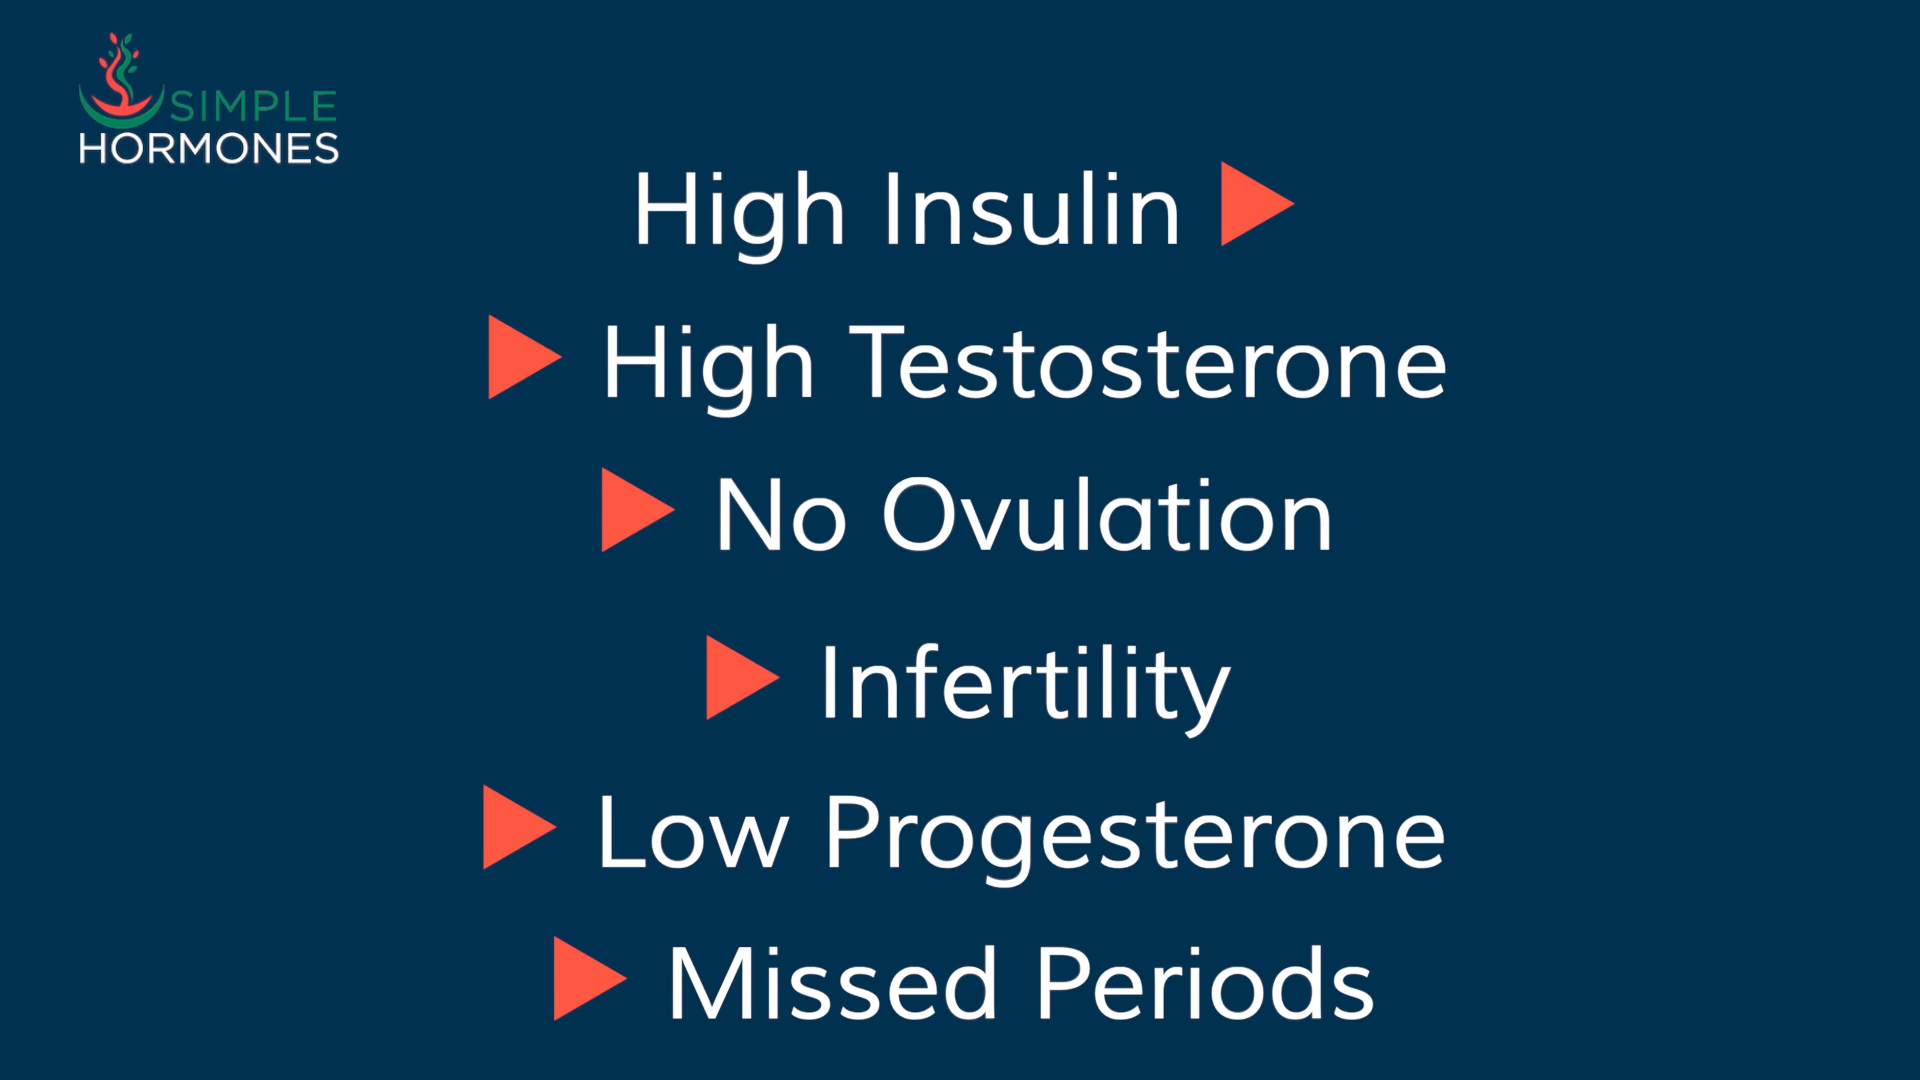 SIMPLE
HORMONES
High Insulin ▶
▶ High Testosterone
▶ No Ovulation
▶ Infertility
▶ Low Progesterone
▶ Missed Periods